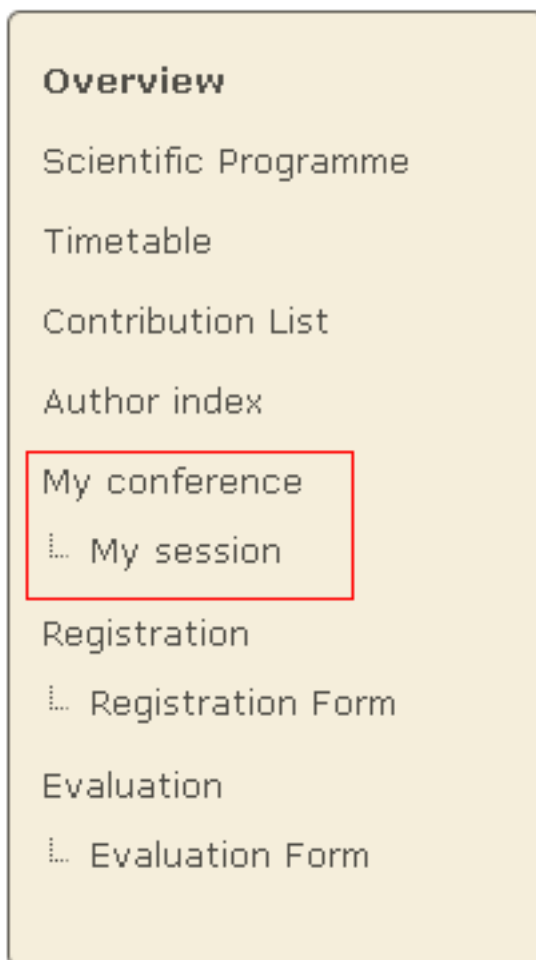 Overview
Scientific Programme
Timetable
Contribution List
Author index
My conference
My session
Registration
Registration Form
Evaluation
Evaluation Form